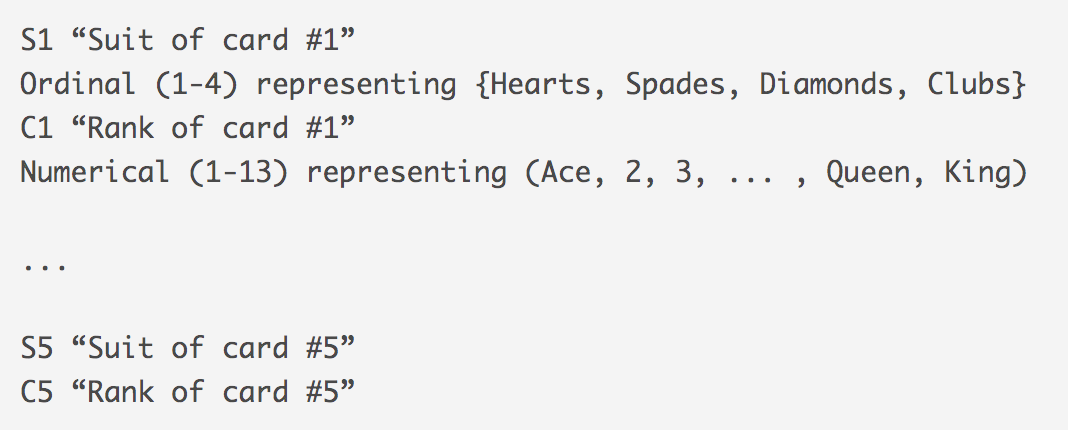 S1 “Suit of card #1”
Ordinal (1-4) representing {Hearts, Spades, Diamonds, Clubs}
C1 “Rank of card #1”
Numerical (1-13) representing (Ace, 2, 3, ... , Queen, King)
...
S5 “Suit of card #5”
C5 “Rank of card #5”